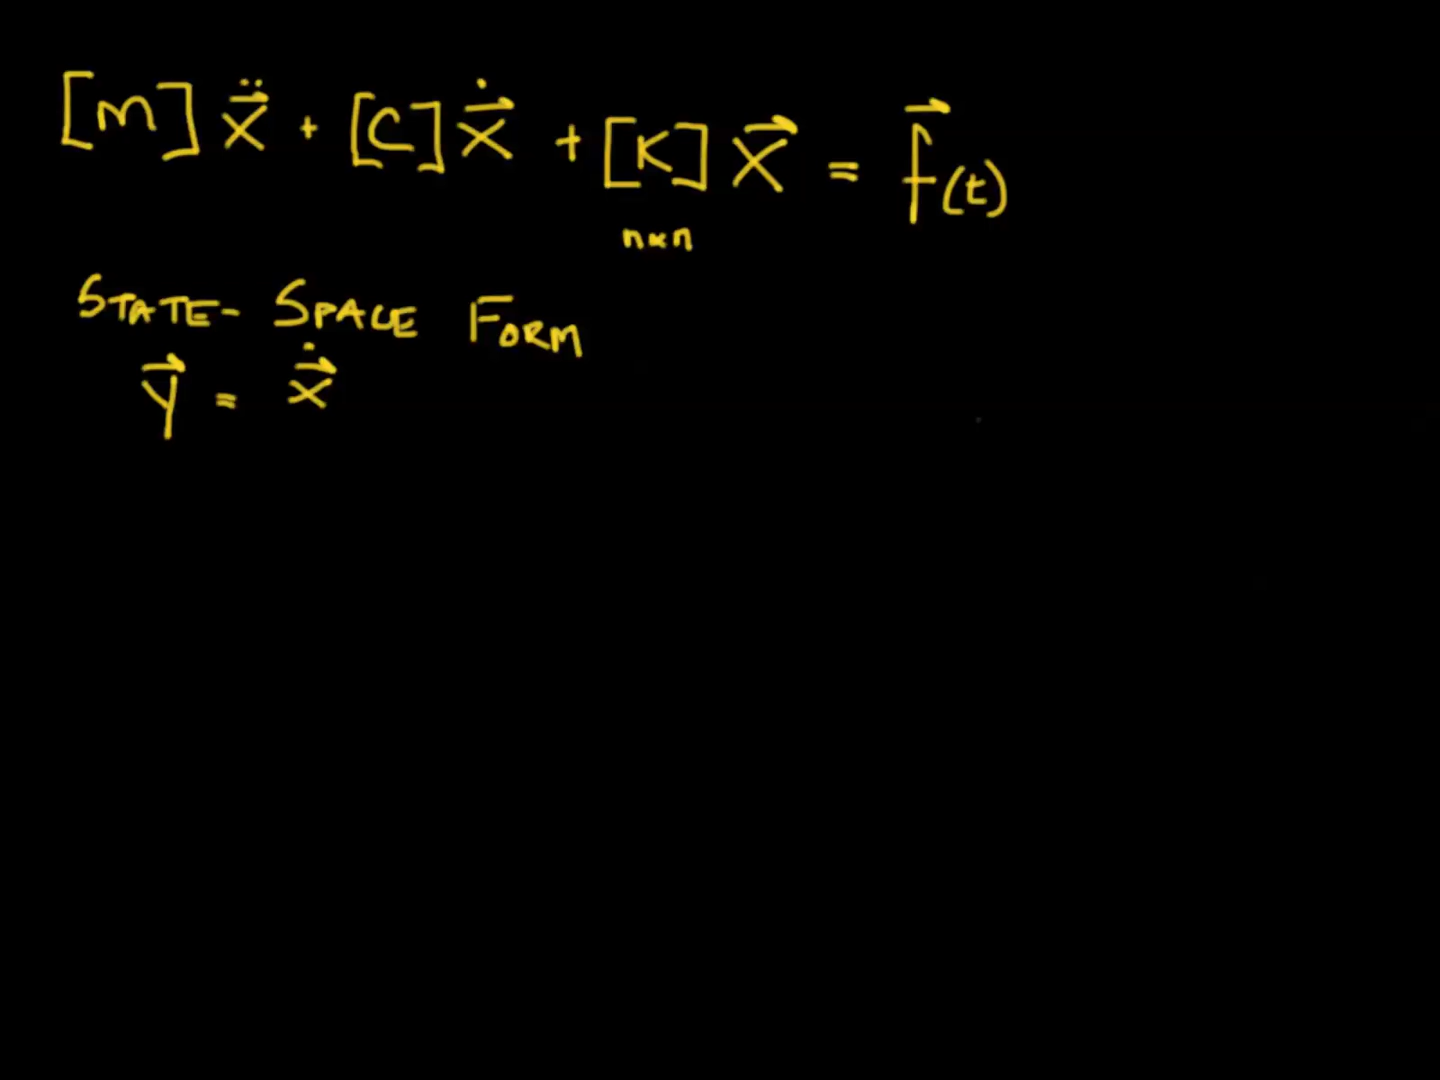 [M] ẍ⃗ + [C] ẋ⃗ + [K] x⃗ = f⃗(t)
n×n
STATE-SPACE FORM
y⃗ = ẋ⃗